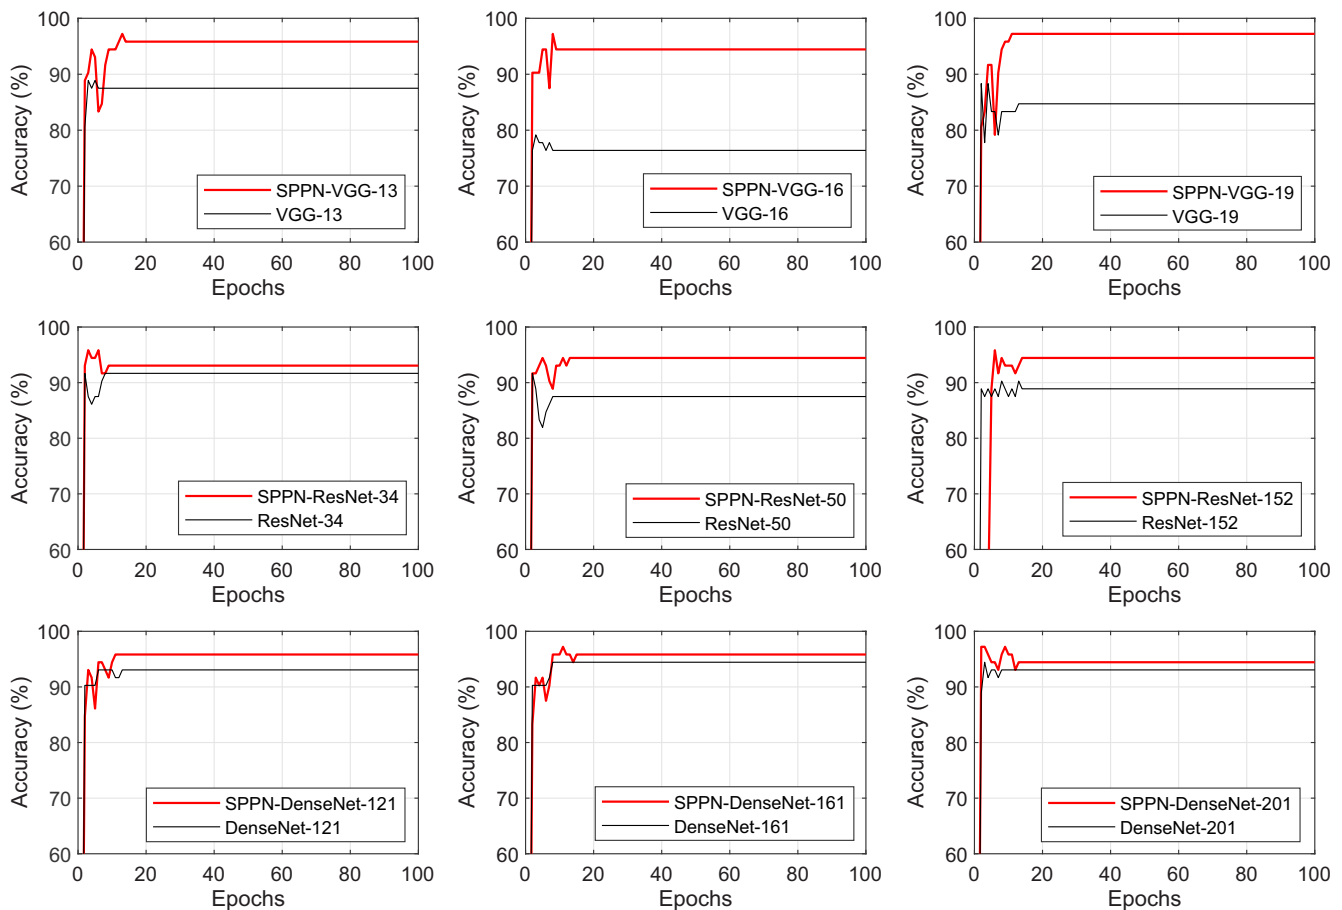 100
90
80
70
60
Accuracy (%)
SPPN-VGG-13
VGG-13
0 20 40 60 80 100
Epochs
100
90
80
70
60
Accuracy (%)
SPPN-VGG-16
VGG-16
0 20 40 60 80 100
Epochs
100
90
80
70
60
Accuracy (%)
SPPN-VGG-19
VGG-19
0 20 40 60 80 100
Epochs
100
90
80
70
60
Accuracy (%)
SPPN-ResNet-34
ResNet-34
0 20 40 60 80 100
Epochs
100
90
80
70
60
Accuracy (%)
SPPN-ResNet-50
ResNet-50
0 20 40 60 80 100
Epochs
100
90
80
70
60
Accuracy (%)
SPPN-ResNet-152
ResNet-152
0 20 40 60 80 100
Epochs
100
90
80
70
60
Accuracy (%)
SPPN-DenseNet-121
DenseNet-121
0 20 40 60 80 100
Epochs
100
90
80
70
60
Accuracy (%)
SPPN-DenseNet-161
DenseNet-161
0 20 40 60 80 100
Epochs
100
90
80
70
60
Accuracy (%)
SPPN-DenseNet-201
DenseNet-201
0 20 40 60 80 100
Epochs